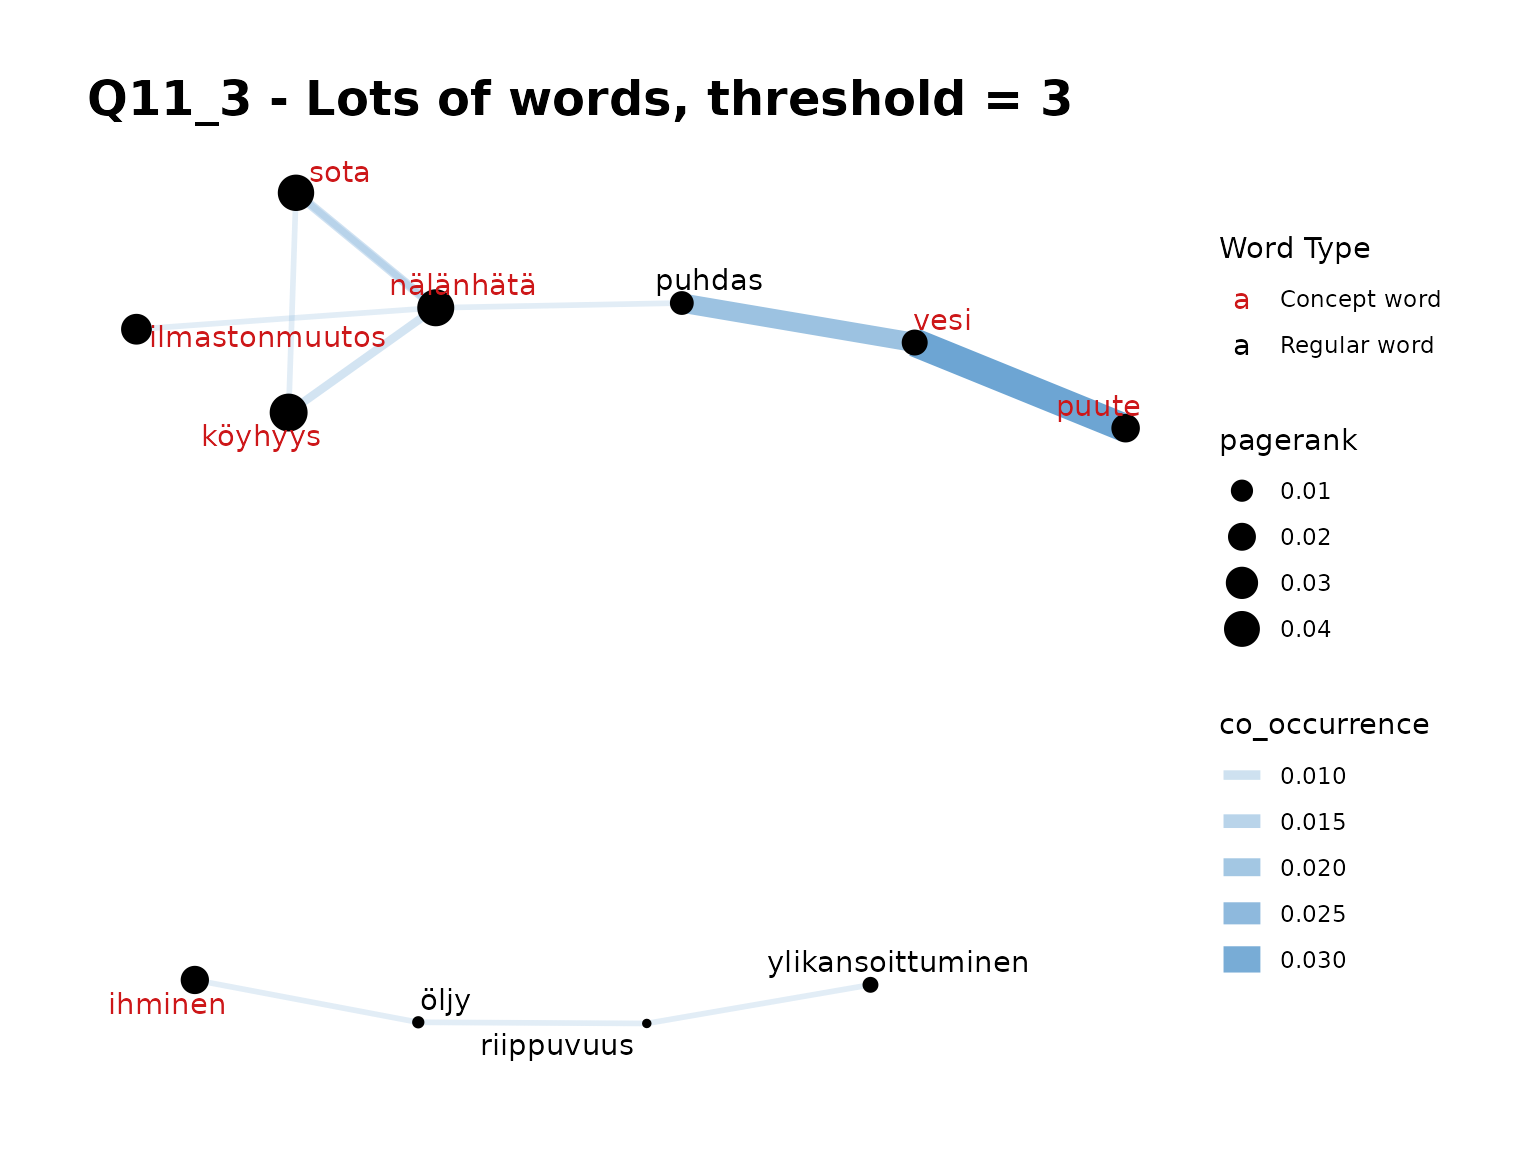 Q11_3 - Lots of words, threshold = 3
sota
nälänhätä
puhdas
ilmastonmuutos
vesi
köyhyys
puute
ihminen
öljy
riippuvuus
ylikansoittuminen
Word Type
a Concept word
a Regular word
pagerank
0.01
0.02
0.03
0.04
co_occurrence
0.010
0.015
0.020
0.025
0.030